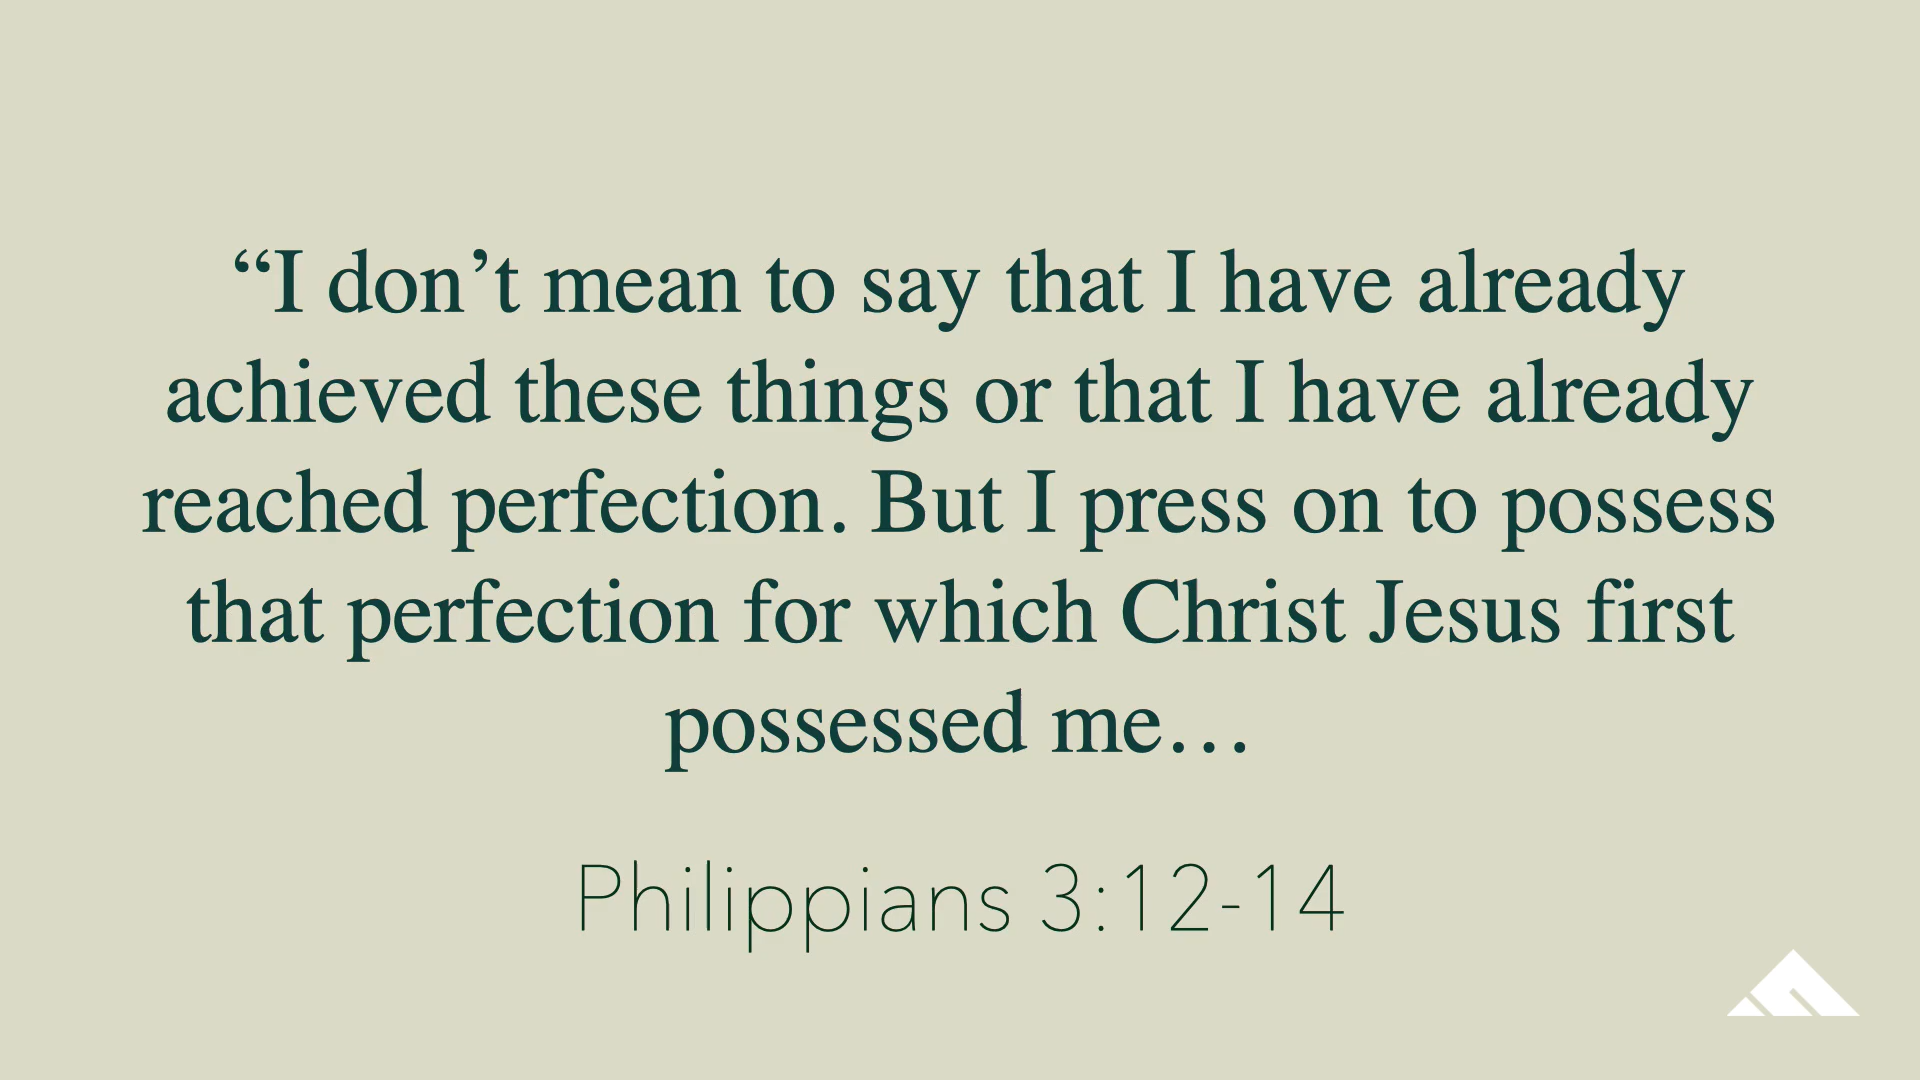 “I don’t mean to say that I have already
achieved these things or that I have already
reached perfection. But I press on to possess
that perfection for which Christ Jesus first
possessed me…
Philippians 3:12-14